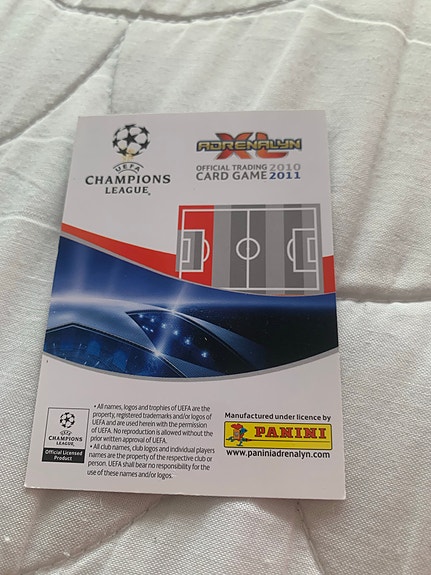 UEFA
CHAMPIONS
LEAGUE®
ADRENALYN
XL
OFFICIAL TRADING 2010
CARD GAME 2011
• All names, logos and trophies of UEFA are the
property, registered trademarks and/or logos of
UEFA and are used herein with the permission
of UEFA. No reproduction is allowed without the
prior written approval of UEFA.
• All club names, club logos and individual players
names are the property of the respective club or
person. UEFA shall bear no responsibility for the
use of these names and/or logos.
UEFA
CHAMPIONS
LEAGUE
Official Licensed
Product
Manufactured under licence by
PANINI
www.paniniadrenalyn.com